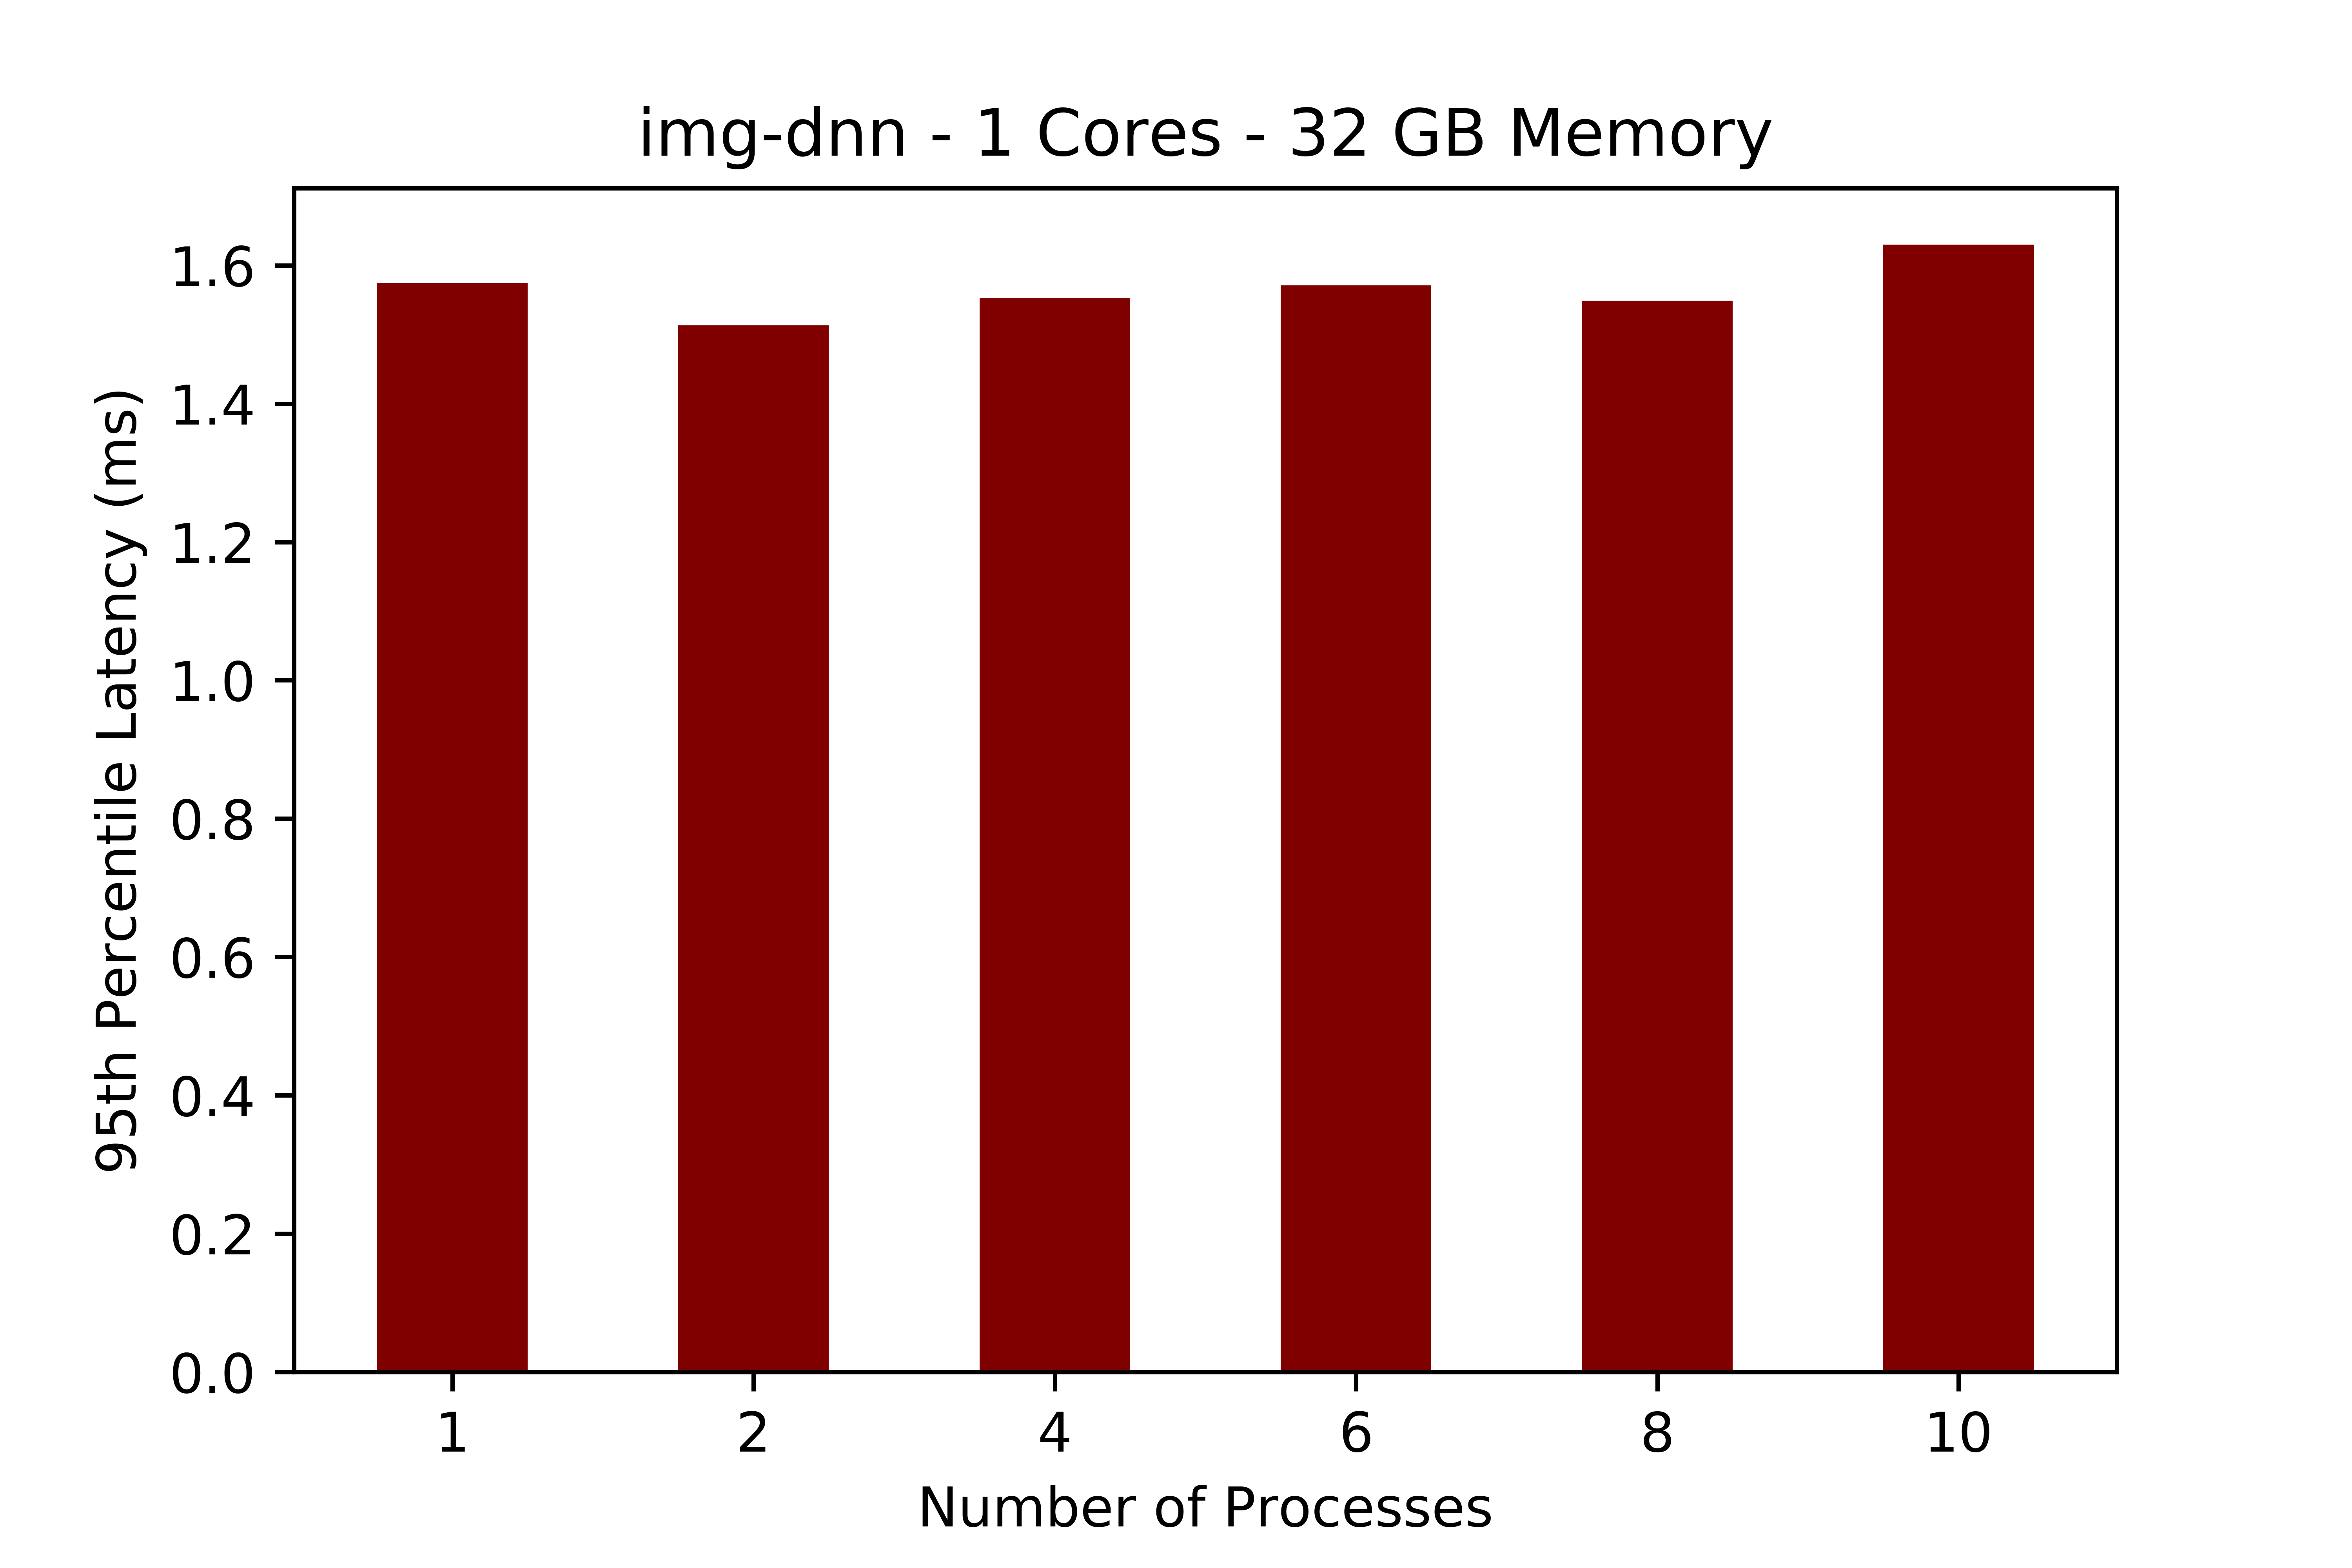 img-dnn - 1 Cores - 32 GB Memory
95th Percentile Latency (ms)
1.6
1.4
1.2
1.0
0.8
0.6
0.4
0.2
0.0
1 2 4 6 8 10
Number of Processes